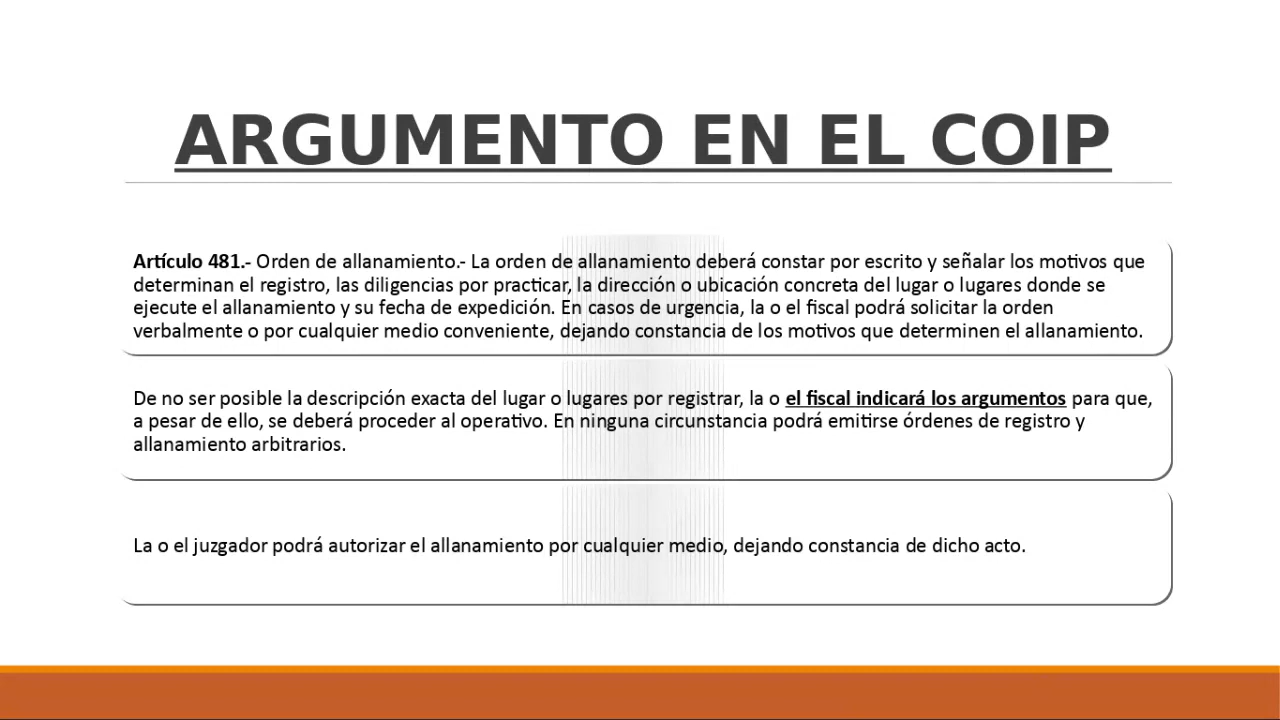 ARGUMENTO EN EL COIP
Artículo 481.- Orden de allanamiento.- La orden de allanamiento deberá constar por escrito y señalar los motivos que
determinan el registro, las diligencias por practicar, la dirección o ubicación concreta del lugar o lugares donde se
ejecute el allanamiento y su fecha de expedición. En casos de urgencia, la o el fiscal podrá solicitar la orden
verbalmente o por cualquier medio conveniente, dejando constancia de los motivos que determinen el allanamiento.
De no ser posible la descripción exacta del lugar o lugares por registrar, la o el fiscal indicará los argumentos para que,
a pesar de ello, se deberá proceder al operativo. En ninguna circunstancia podrá emitirse órdenes de registro y
allanamiento arbitrarios.
La o el juzgador podrá autorizar el allanamiento por cualquier medio, dejando constancia de dicho acto.